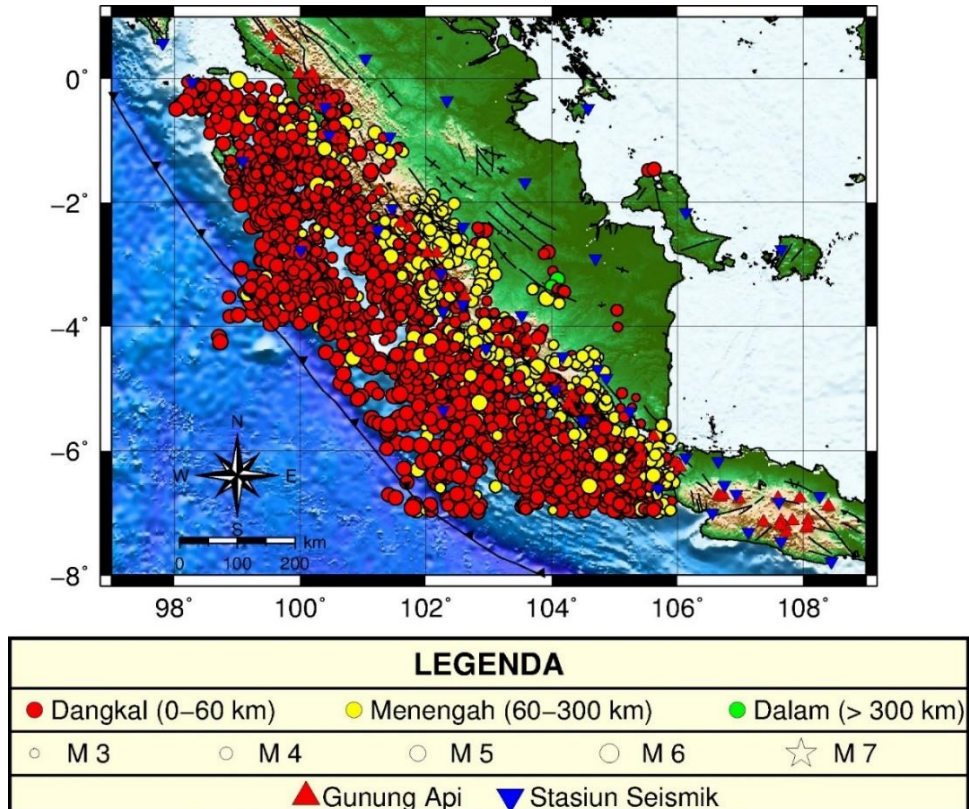 0°
−2°
−4°
−6°
−8°
N
W E
S
km
0 100 200
98° 100° 102° 104° 106° 108°
LEGENDA
Dangkal (0−60 km) Menengah (60−300 km) Dalam (> 300 km)
M 3 M 4 M 5 M 6 M 7
Gunung Api Stasiun Seismik